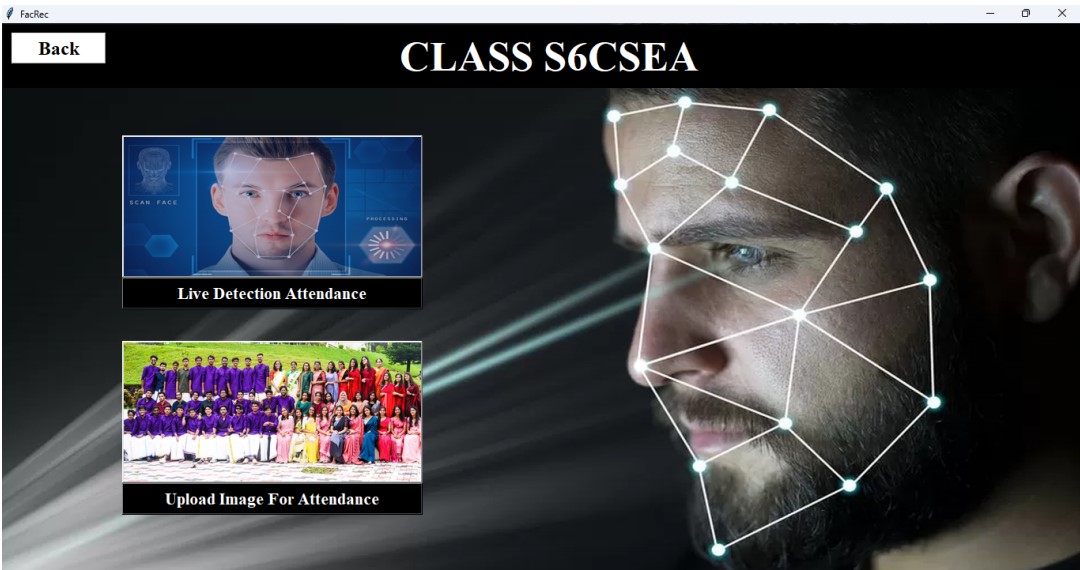 FacRec
Back
CLASS S6CSEA
SCAN FACE
PROCESSING
Live Detection Attendance
Upload Image For Attendance